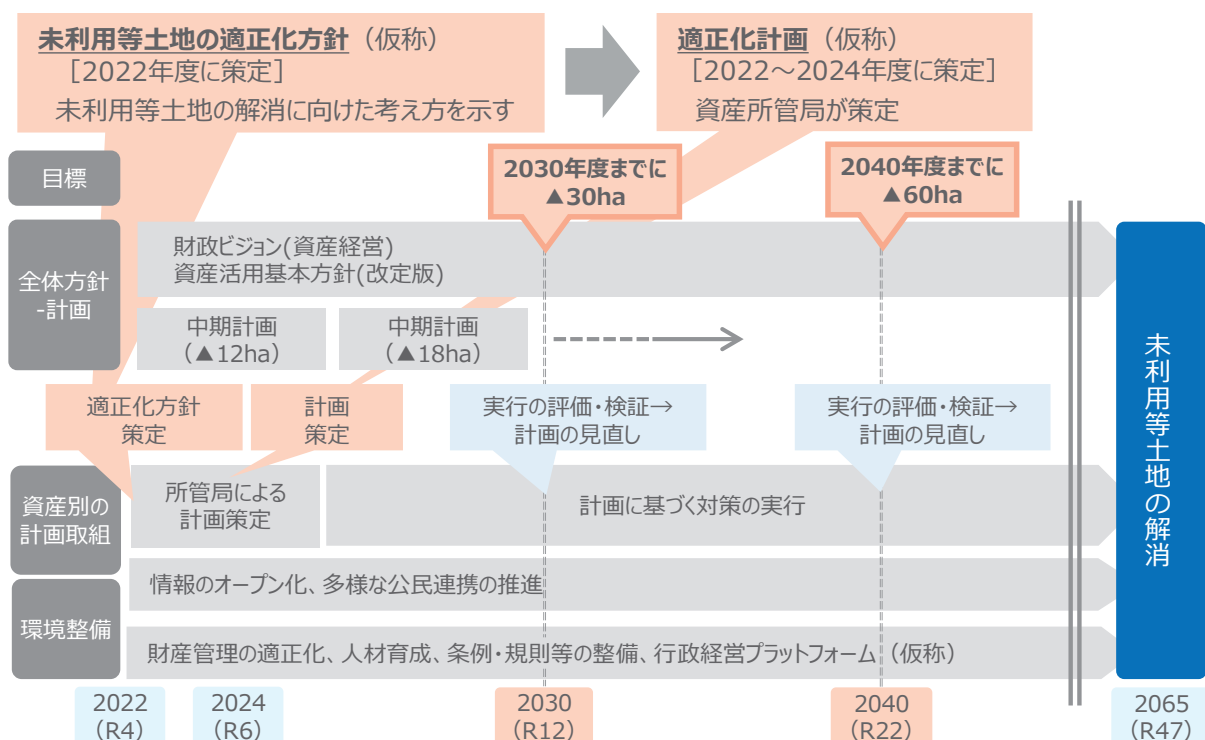 未利用等土地の適正化方針（仮称）
［2022年度に策定］
未利用等土地の解消に向けた考え方を示す
適正化計画（仮称）
［2022～2024年度に策定］
資産所管局が策定
目標
2030年度までに
▲30ha
2040年度までに
▲60ha
全体方針
-計画
財政ビジョン(資産経営)
資産活用基本方針(改定版)
中期計画
（▲12ha）
中期計画
（▲18ha）
適正化方針
策定
計画
策定
実行の評価・検証→
計画の見直し
実行の評価・検証→
計画の見直し
資産別の
計画取組
所管局による
計画策定
計画に基づく対策の実行
環境整備
情報のオープン化、多様な公民連携の推進
財産管理の適正化、人材育成、条例・規則等の整備、行政経営プラットフォーム（仮称）
未利用等土地の解消
2022
（R4）
2024
（R6）
2030
（R12）
2040
（R22）
2065
（R47）